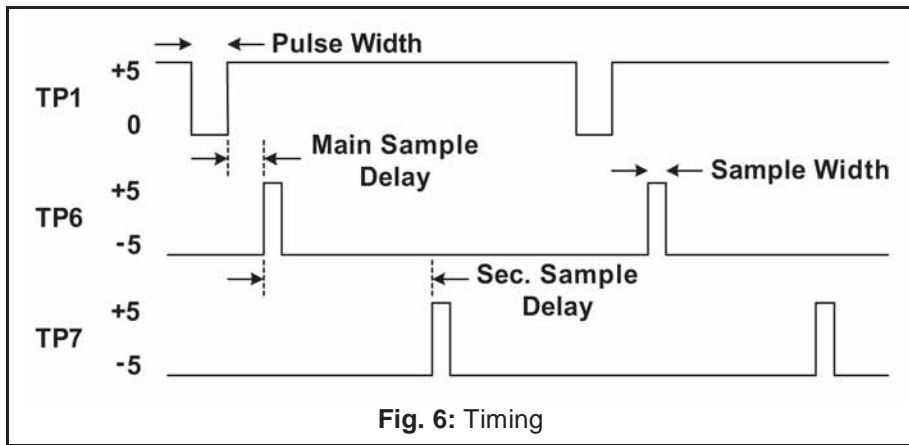 Pulse Width
+5
TP1
0
Main Sample
Delay
+5
TP6
-5
Sample Width
Sec. Sample
Delay
+5
TP7
-5
Fig. 6: Timing